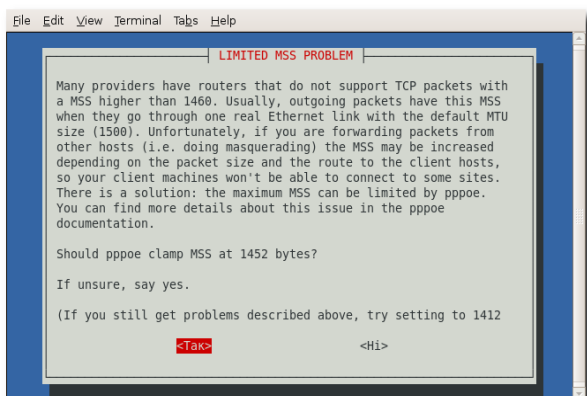 File Edit View Terminal Tabs Help
LIMITED MSS PROBLEM
Many providers have routers that do not support TCP packets with
a MSS higher than 1460. Usually, outgoing packets have this MSS
when they go through one real Ethernet link with the default MTU
size (1500). Unfortunately, if you are forwarding packets from
other hosts (i.e. doing masquerading) the MSS may be increased
depending on the packet size and the route to the client hosts,
so your client machines won't be able to connect to some sites.
There is a solution: the maximum MSS can be limited by pppoe.
You can find more details about this issue in the pppoe
documentation.
Should pppoe clamp MSS at 1452 bytes?
If unsure, say yes.
(If you still get problems described above, try setting to 1412
<Так> <Ні>